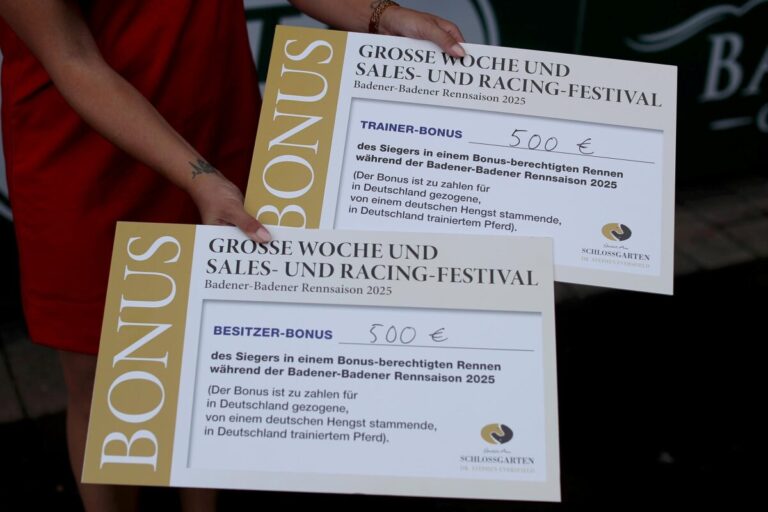 BONUS
GROSSE WOCHE UND
SALES- UND RACING-FESTIVAL
Badener-Badener Rennsaison 2025
TRAINER-BONUS 500 €
des Siegers in einem Bonus-berechtigten Rennen
während der Badener-Badener Rennsaison 2025
(Der Bonus ist zu zahlen für
in Deutschland gezogene,
von einem deutschen Hengst stammende,
in Deutschland trainiertem Pferd).
SCHLOSSGARTEN
BONUS
GROSSE WOCHE UND
SALES- UND RACING-FESTIVAL
Badener-Badener Rennsaison 2025
BESITZER-BONUS 500 €
des Siegers in einem Bonus-berechtigten Rennen
während der Badener-Badener Rennsaison 2025
(Der Bonus ist zu zahlen für
in Deutschland gezogene,
von einem deutschen Hengst stammende,
in Deutschland trainiertem Pferd).
SCHLOSSGARTEN
DR. STEPHEN EVERSFIELD
BA